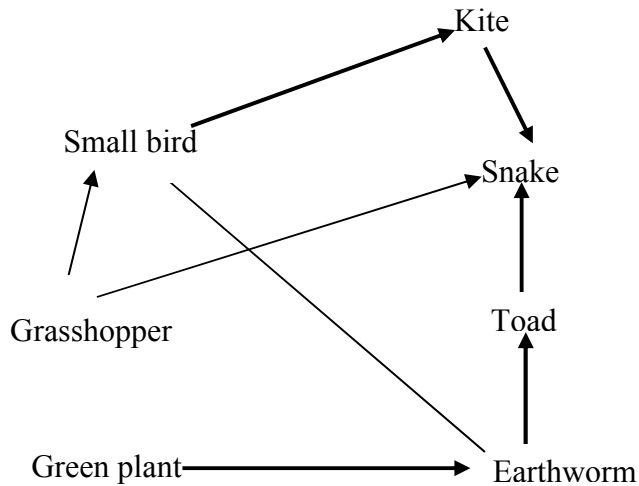 Kite
Small bird
Snake
Grasshopper
Toad
Green plant
Earthworm